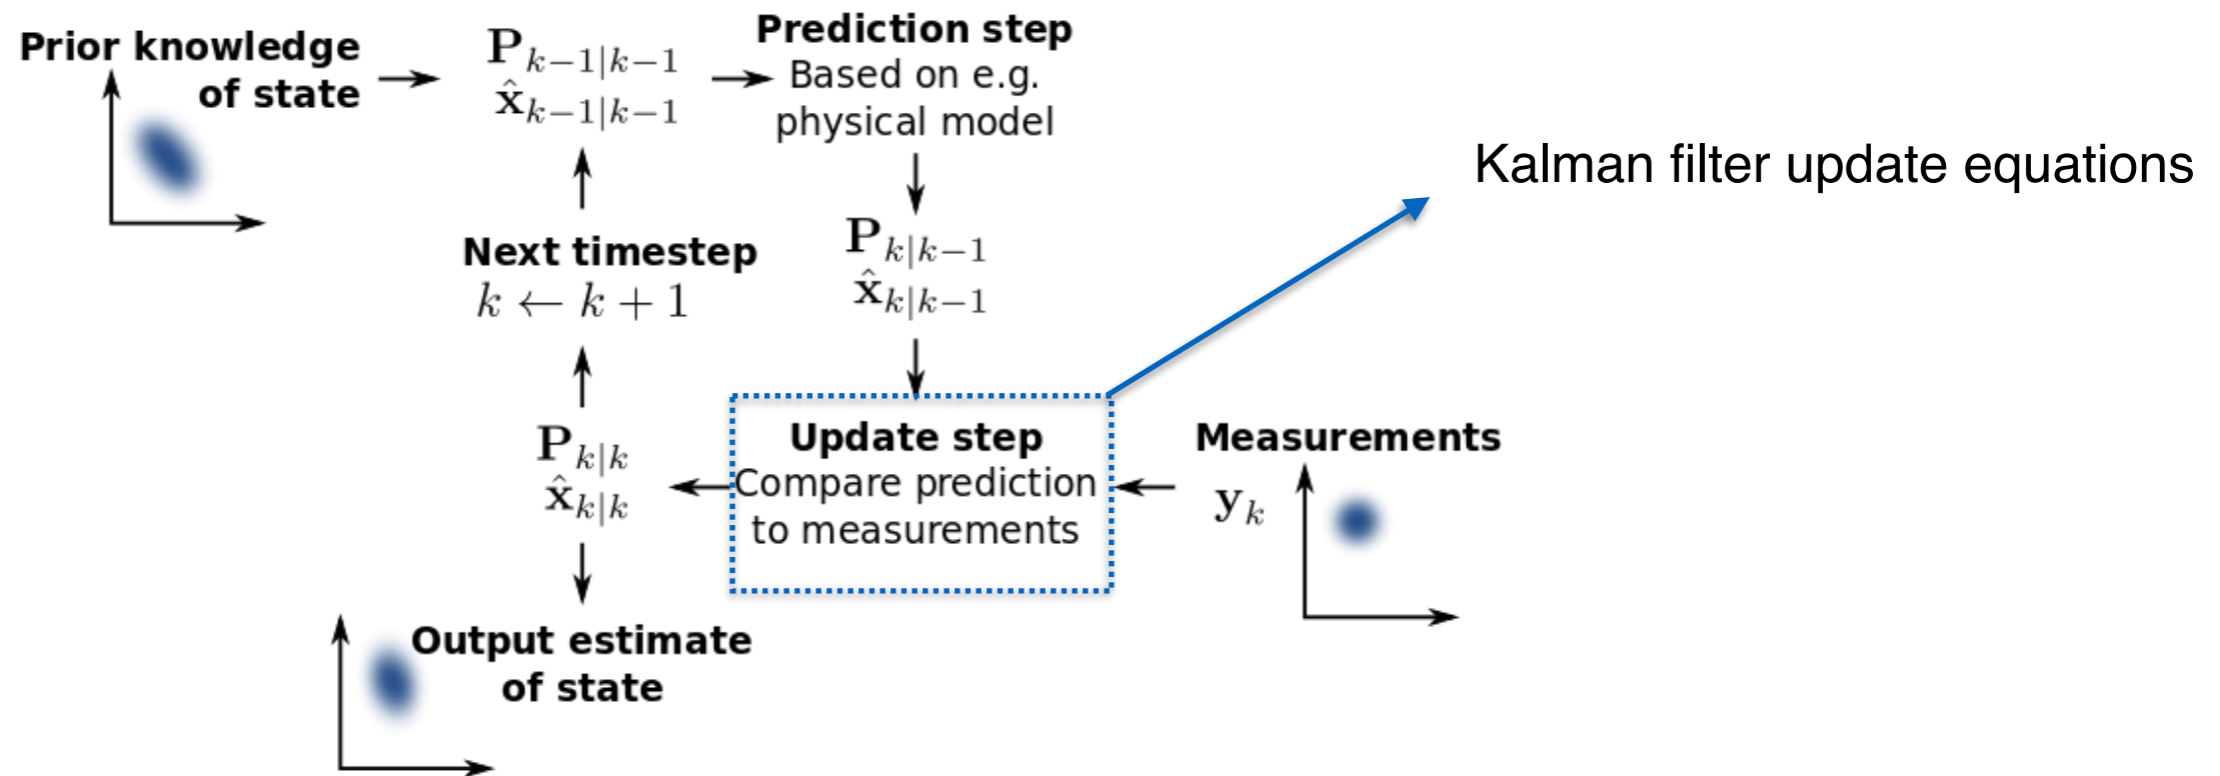 Prior knowledge
of state
P_{k-1|k-1}
x̂_{k-1|k-1}
Prediction step
Based on e.g.
physical model
Kalman filter update equations
P_{k|k-1}
x̂_{k|k-1}
Next timestep
k ← k + 1
Update step
Compare prediction
to measurements
Measurements
y_k
P_{k|k}
x̂_{k|k}
Output estimate
of state